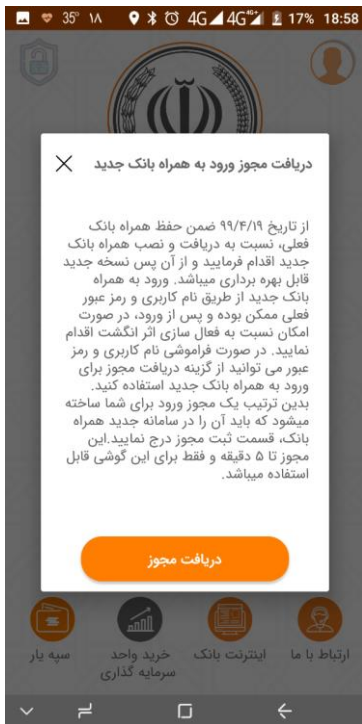 35° ١٨ 4G 4G 4G+ 17% 18:58
دریافت مجوز ورود به همراه بانک جدید
از تاریخ ۹۹/۴/۱۹ ضمن حفظ همراه بانک
فعلی، نسبت به دریافت و نصب همراه بانک
جدید اقدام فرمایید و از آن پس نسخه جدید
قابل بهره برداری میباشد. ورود به همراه
بانک جدید از طریق نام کاربری و رمز عبور
فعلی ممکن بوده و پس از ورود، در صورت
امکان نسبت به فعال سازی اثر انگشت اقدام
نمایید. در صورت فراموشی نام کاربری و رمز
عبور می توانید از گزینه دریافت مجوز برای
ورود به همراه بانک جدید استفاده کنید.
بدین ترتیب یک مجوز ورود برای شما ساخته
میشود که باید آن را در سامانه جدید همراه
بانک، قسمت ثبت مجوز درج نمایید.این
مجوز تا ۵ دقیقه و فقط برای این گوشی قابل
استفاده میباشد.
دریافت مجوز
ارتباط با ما
اینترنت بانک
خرید واحد
سرمایه گذاری
سپه یار